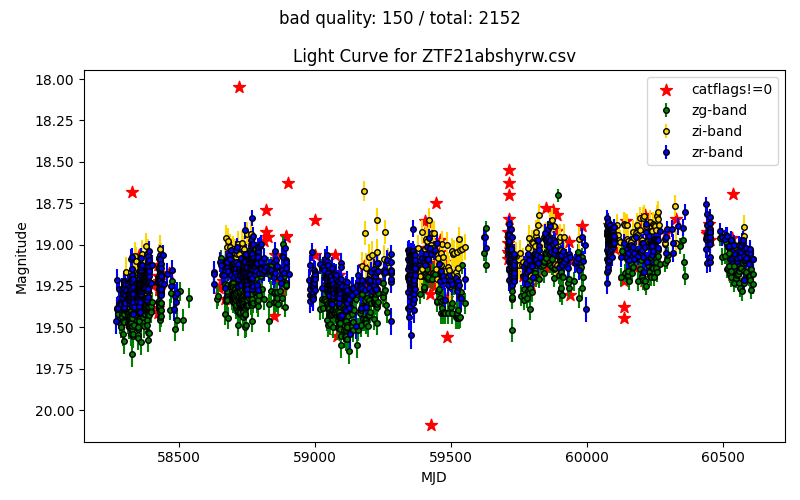 bad quality: 150 / total: 2152
Light Curve for ZTF21abshyrw.csv
catflags!=0
zg-band
zi-band
zr-band
Magnitude
18.00
18.25
18.50
18.75
19.00
19.25
19.50
19.75
20.00
58500
59000
59500
60000
60500
MJD